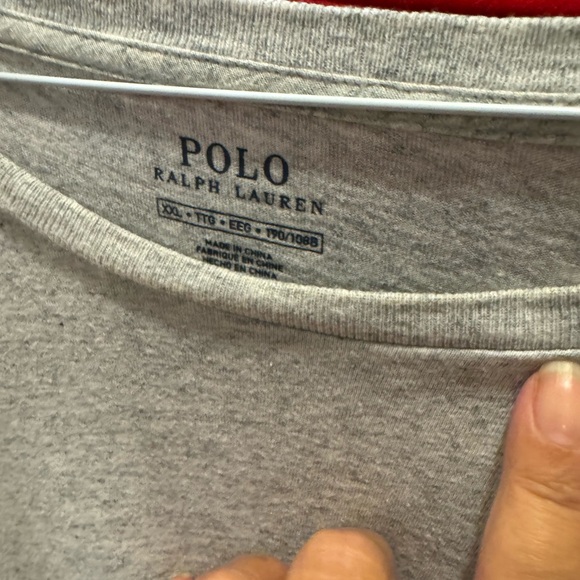 POLO
RALPH LAUREN
XXL • TTG • EEG • 190/108B
MADE IN CHINA
FABRIQUÉ EN CHINE
HECHO EN CHINA